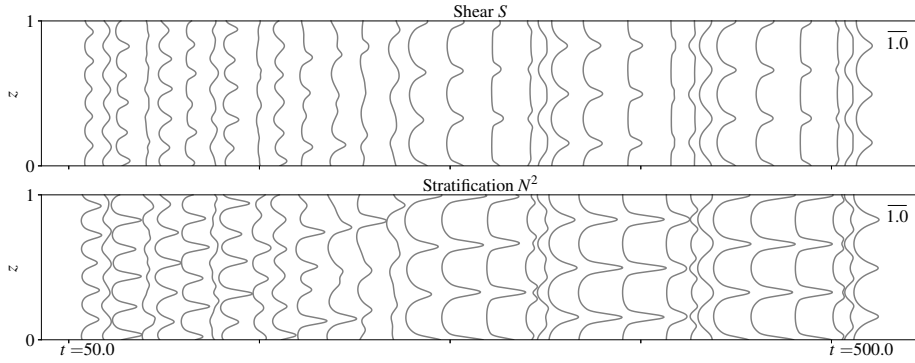 Shear S
1
1.0
z
0
Stratification N²
1
1.0
z
0
t =50.0 t =500.0